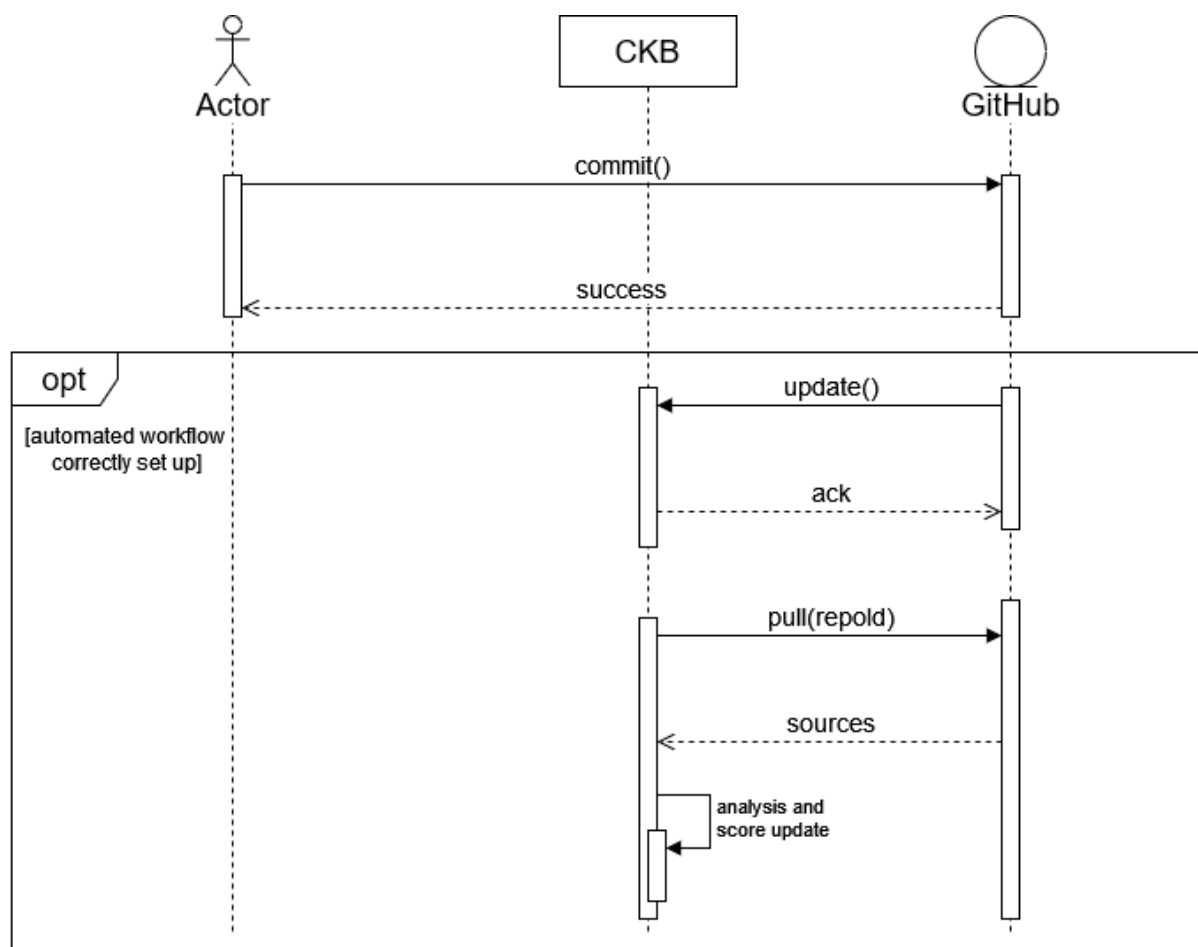 CKB
Actor
GitHub
commit()
success
opt
update()
[automated workflow
correctly set up]
ack
pull(repoId)
sources
analysis and
score update